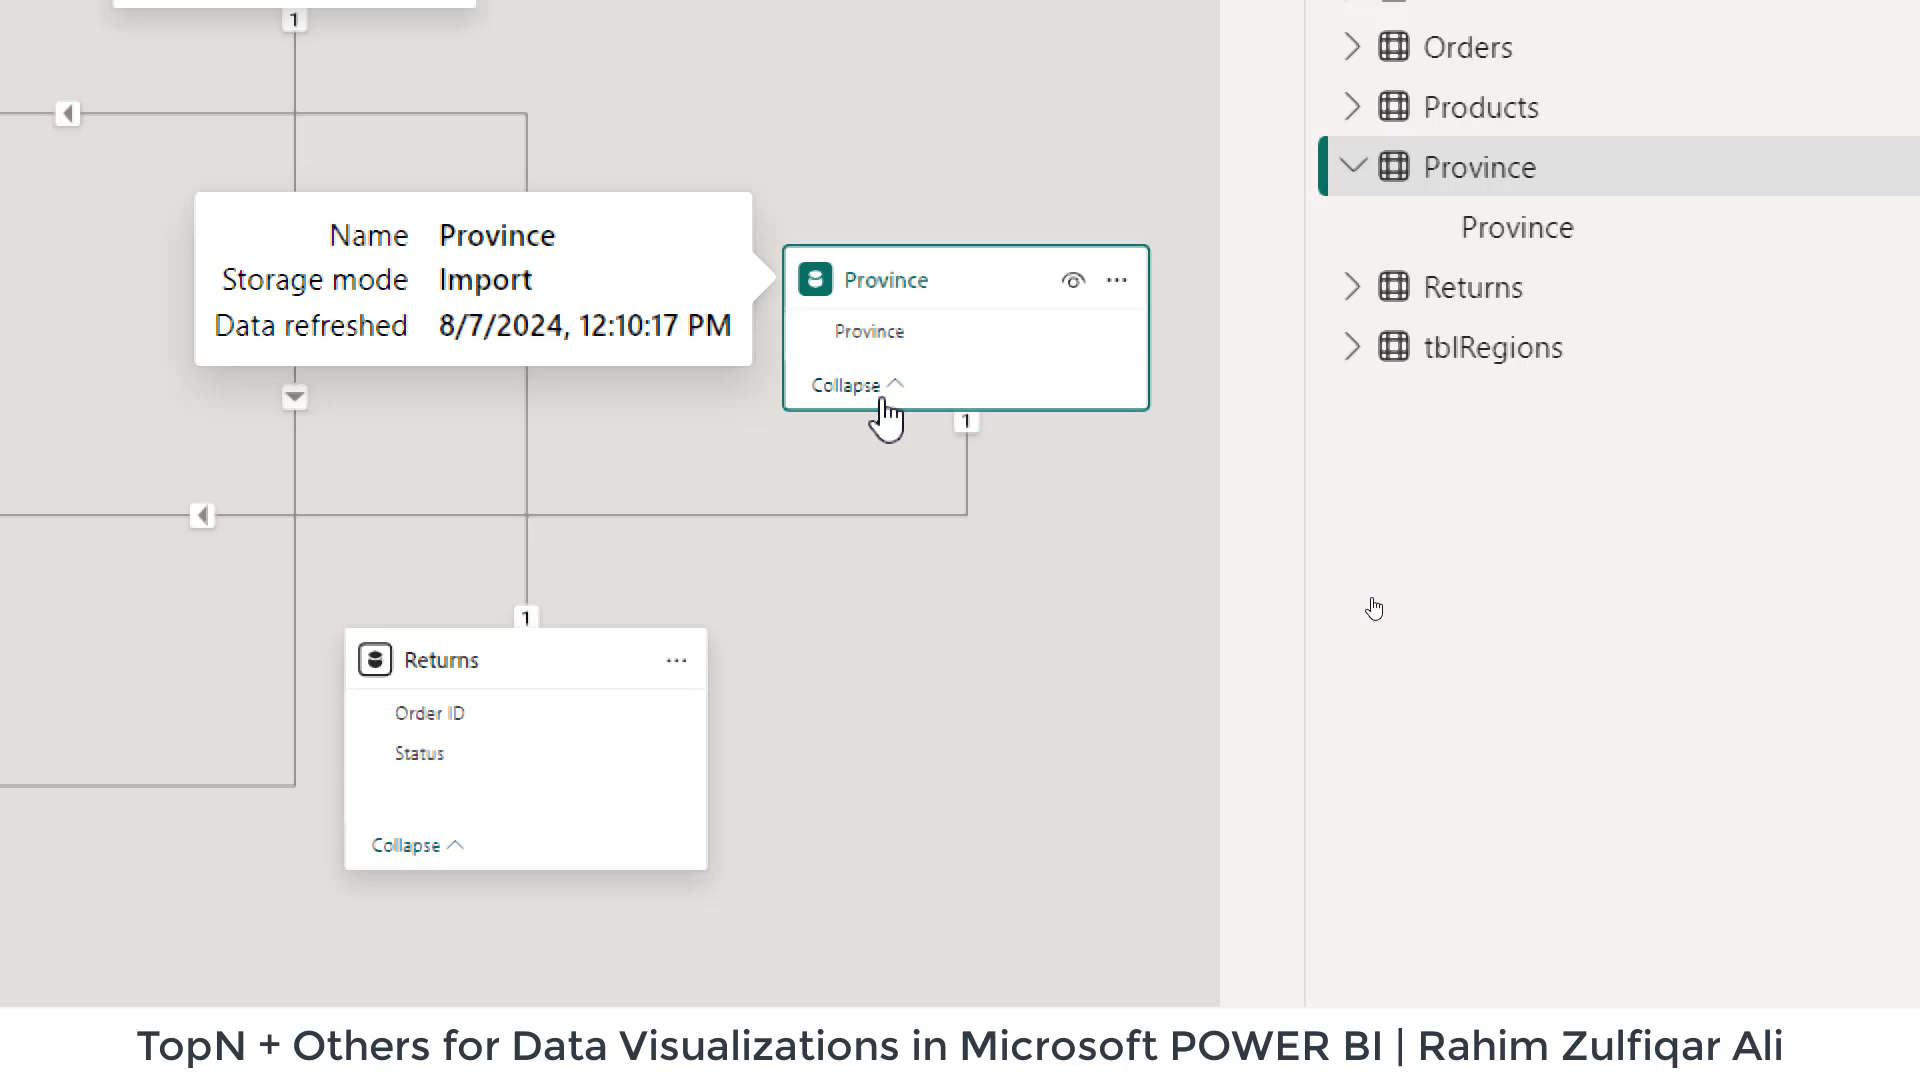 1
Orders
Products
Province
Province
Returns
tblRegions
Name Province
Storage mode Import
Data refreshed 8/7/2024, 12:10:17 PM
Province
Province
Collapse
1
1
Returns
Order ID
Status
Collapse
TopN + Others for Data Visualizations in Microsoft POWER BI | Rahim Zulfiqar Ali